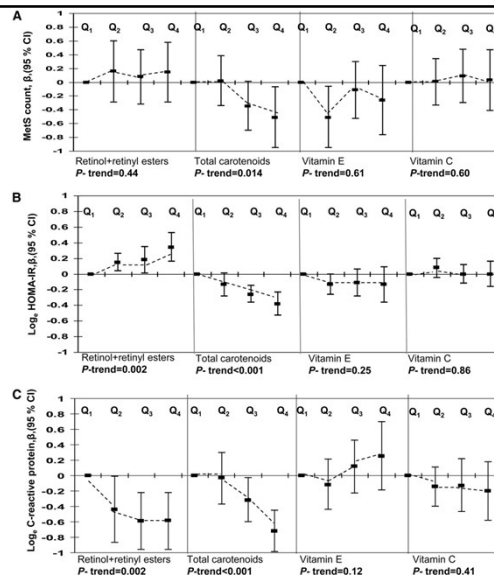 A
Q1 Q2 Q3 Q4 Q1 Q2 Q3 Q4 Q1 Q2 Q3 Q4 Q1 Q2 Q3 Q4
MetS count, β,(95 % CI)
1
0.8
0.6
0.4
0.2
0
-0.2
-0.4
-0.6
-0.8
-1
Retinol+retinyl esters Total carotenoids Vitamin E Vitamin C
P- trend=0.44 P- trend=0.014 P- trend=0.61 P-trend=0.60
B
Q1 Q2 Q3 Q4 Q1 Q2 Q3 Q4 Q1 Q2 Q3 Q4 Q1 Q2 Q3 Q4
Loge HOMA-IR,β,(95 % CI)
1
0.8
0.6
0.4
0.2
0
-0.2
-0.4
-0.6
-0.8
-1
Retinol+retinyl esters Total carotenoids Vitamin E Vitamin C
P-trend=0.002 P- trend<0.001 P- trend=0.25 P- trend=0.86
C
Q1 Q2 Q3 Q4 Q1 Q2 Q3 Q4 Q1 Q2 Q3 Q4 Q1 Q2 Q3 Q4
Loge C-reactive protein,β,(95 % CI)
1
0.8
0.6
0.4
0.2
0
-0.2
-0.4
-0.6
-0.8
-1
Retinol+retinyl esters Total carotenoids Vitamin E Vitamin C
P- trend=0.002 P-trend<0.001 P- trend=0.12 P- trend=0.41